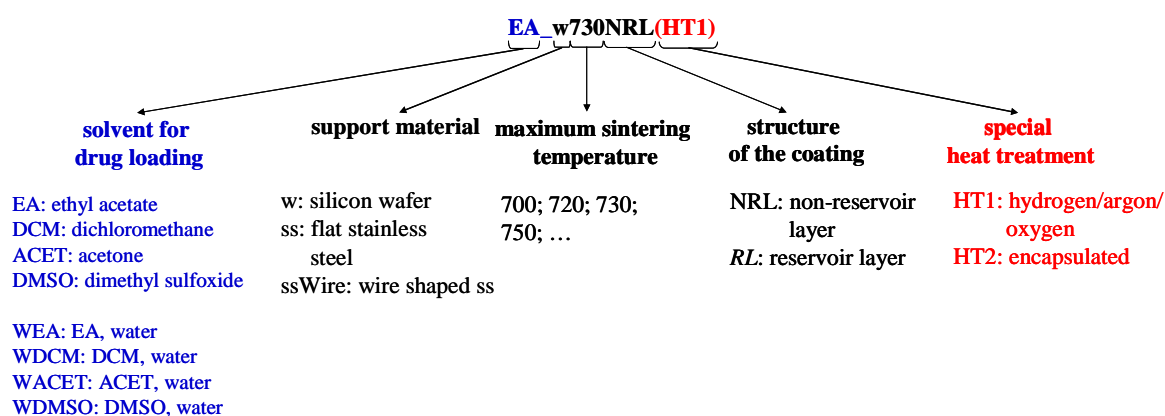 EA_w730NRL(HT1)
solvent for
drug loading
EA: ethyl acetate
DCM: dichloromethane
ACET: acetone
DMSO: dimethyl sulfoxide
WEA: EA, water
WDCM: DCM, water
WACET: ACET, water
WDMSO: DMSO, water
support material
w: silicon wafer
ss: flat stainless
steel
ssWire: wire shaped ss
maximum sintering
temperature
700; 720; 730;
750; …
structure
of the coating
NRL: non-reservoir
layer
RL: reservoir layer
special
heat treatment
HT1: hydrogen/argon/
oxygen
HT2: encapsulated